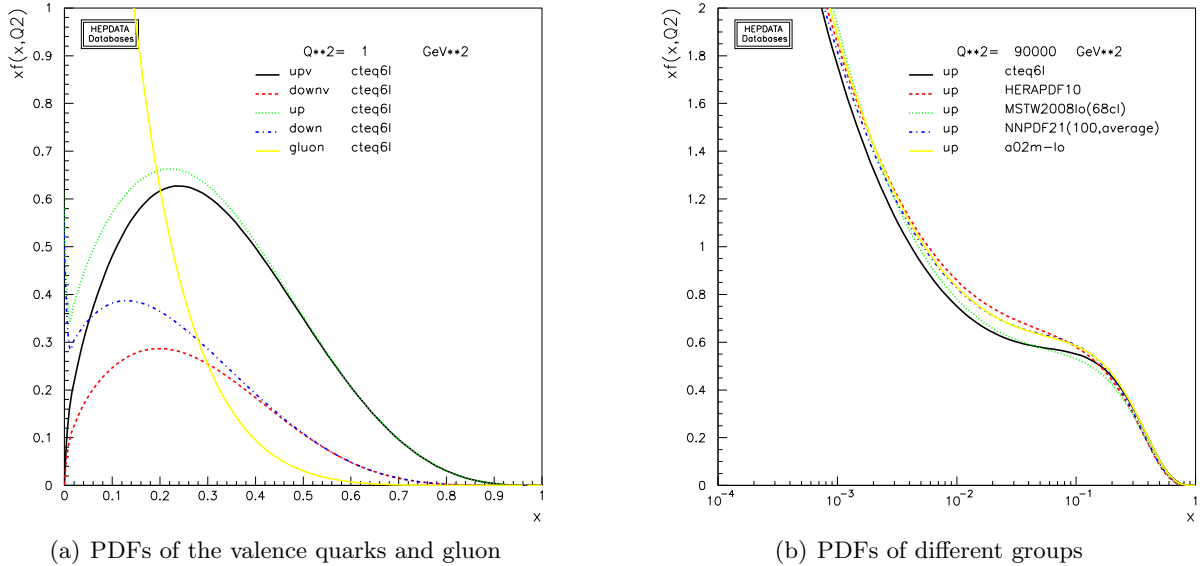 xf(x,Q2)
1
0.9
0.8
0.7
0.6
0.5
0.4
0.3
0.2
0.1
0
HEPDATA
Databases
Q**2= 1 GeV**2
upv cteq6l
downv cteq6l
up cteq6l
down cteq6l
gluon cteq6l
0 0.1 0.2 0.3 0.4 0.5 0.6 0.7 0.8 0.9 1
x
(a) PDFs of the valence quarks and gluon
xf(x,Q2)
2
1.8
1.6
1.4
1.2
1
0.8
0.6
0.4
0.2
0
HEPDATA
Databases
Q**2= 90000 GeV**2
up cteq6l
up HERAPDF10
up MSTW2008lo(68cl)
up NNPDF21(100,average)
up a02m-lo
10⁻⁴ 10⁻³ 10⁻² 10⁻¹ 1
x
(b) PDFs of different groups